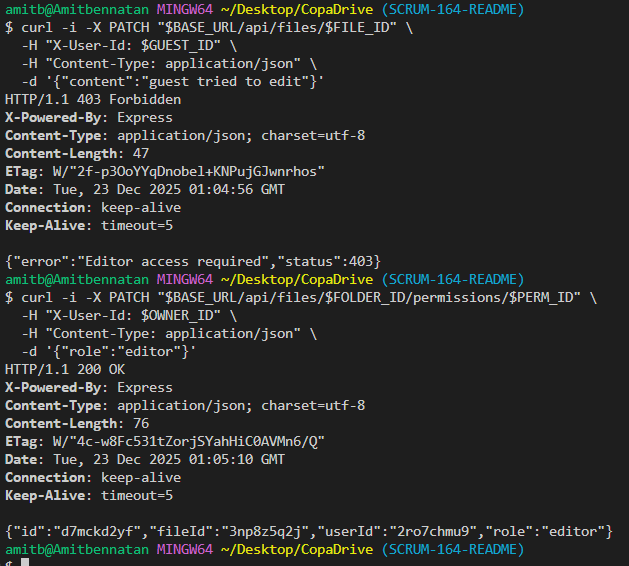 amitb@Amitbennatan MINGW64 ~/Desktop/CopaDrive (SCRUM-164-README)
$ curl -i -X PATCH "$BASE_URL/api/files/$FILE_ID" \
  -H "X-User-Id: $GUEST_ID" \
  -H "Content-Type: application/json" \
  -d '{"content":"guest tried to edit"}'
HTTP/1.1 403 Forbidden
X-Powered-By: Express
Content-Type: application/json; charset=utf-8
Content-Length: 47
ETag: W/"2f-p3OoYYqDnobel+KNPujGJwnrhos"
Date: Tue, 23 Dec 2025 01:04:56 GMT
Connection: keep-alive
Keep-Alive: timeout=5

{"error":"Editor access required","status":403}
amitb@Amitbennatan MINGW64 ~/Desktop/CopaDrive (SCRUM-164-README)
$ curl -i -X PATCH "$BASE_URL/api/files/$FOLDER_ID/permissions/$PERM_ID" \
  -H "X-User-Id: $OWNER_ID" \
  -H "Content-Type: application/json" \
  -d '{"role":"editor"}'
HTTP/1.1 200 OK
X-Powered-By: Express
Content-Type: application/json; charset=utf-8
Content-Length: 76
ETag: W/"4c-w8Fc531tZorjSYahHiC0AVMn6/Q"
Date: Tue, 23 Dec 2025 01:05:10 GMT
Connection: keep-alive
Keep-Alive: timeout=5

{"id":"d7mckd2yf","fileId":"3np8z5q2j","userId":"2ro7chmu9","role":"editor"}
amitb@Amitbennatan MINGW64 ~/Desktop/CopaDrive (SCRUM-164-README)
$